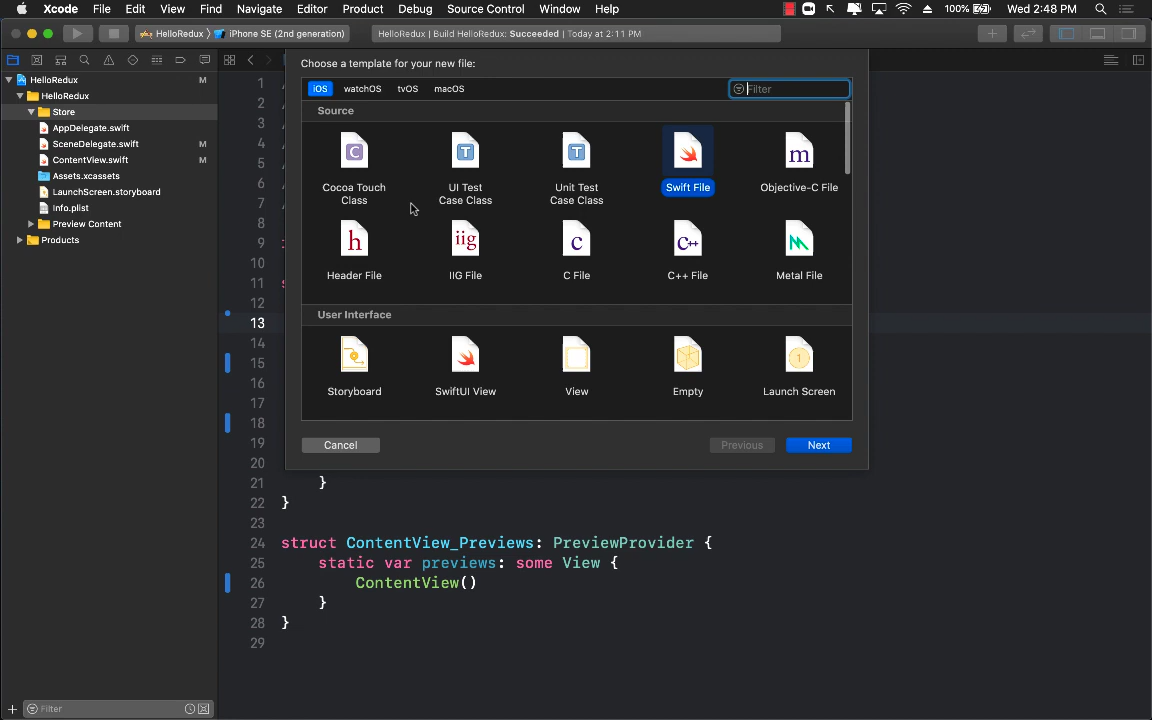 Xcode File Edit View Find Navigate Editor Product Debug Source Control Window Help 100% Wed 2:48 PM
HelloRedux iPhone SE (2nd generation) HelloRedux | Build HelloRedux: Succeeded | Today at 2:11 PM
Choose a template for your new file:
iOS watchOS tvOS macOS Filter
Source
C T T m
Cocoa Touch Class
UI Test Case Class
Unit Test Case Class
Swift File
Objective-C File
h iig c C++
Header File IIG File C File C++ File Metal File
User Interface
1
Storyboard SwiftUI View View Empty Launch Screen
Cancel Previous Next
HelloRedux M
HelloRedux
Store
AppDelegate.swift
SceneDelegate.swift M
ContentView.swift M
Assets.xcassets
LaunchScreen.storyboard
Info.plist
Preview Content
Products
1
2
3
4
5
6
7
8
9
10
11
12
13
14
15
16
17
18
19
20
21 }
22 }
23
24 struct ContentView_Previews: PreviewProvider {
25 static var previews: some View {
26 ContentView()
27 }
28 }
29
Filter